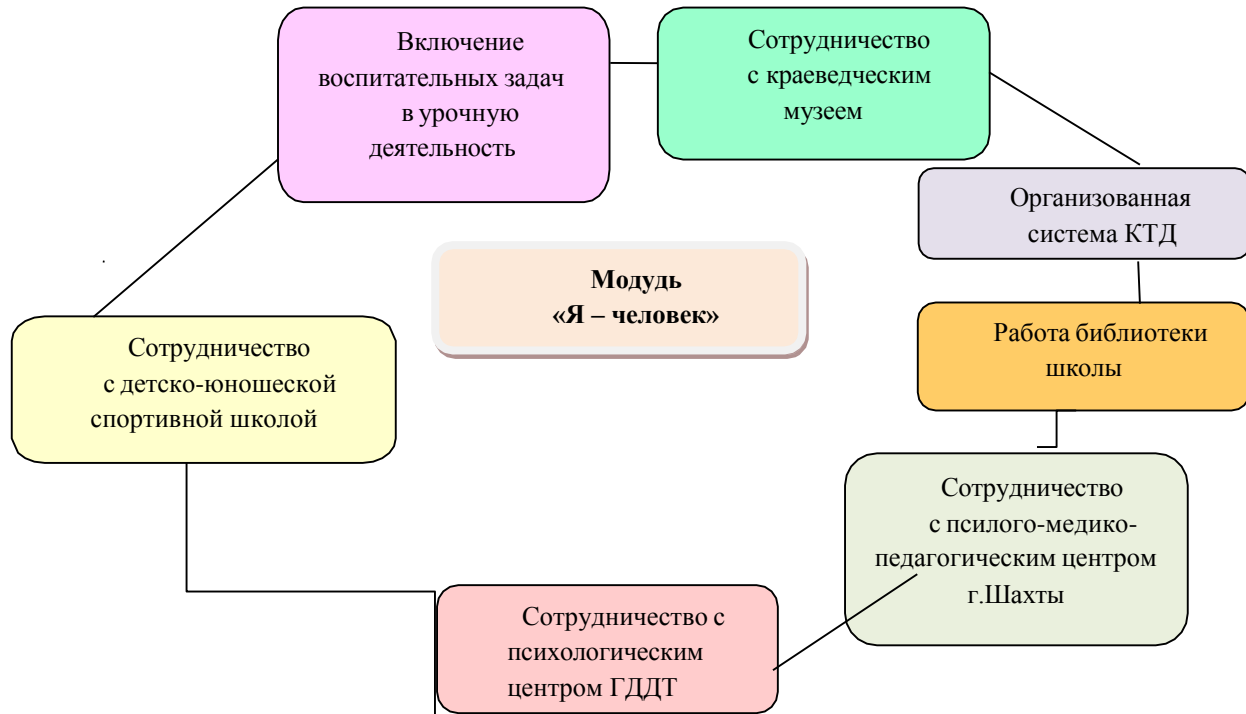 Включение
воспитательных задач
в урочную
деятельность
Сотрудничество
с краеведческим
музеем
Организованная
система КТД
Модудь
«Я – человек»
Работа библиотеки
школы
Сотрудничество
с детско-юношеской
спортивной школой
Сотрудничество
с псилого-медико-
педагогическим центром
г.Шахты
Сотрудничество с
психологическим
центром ГДДТ